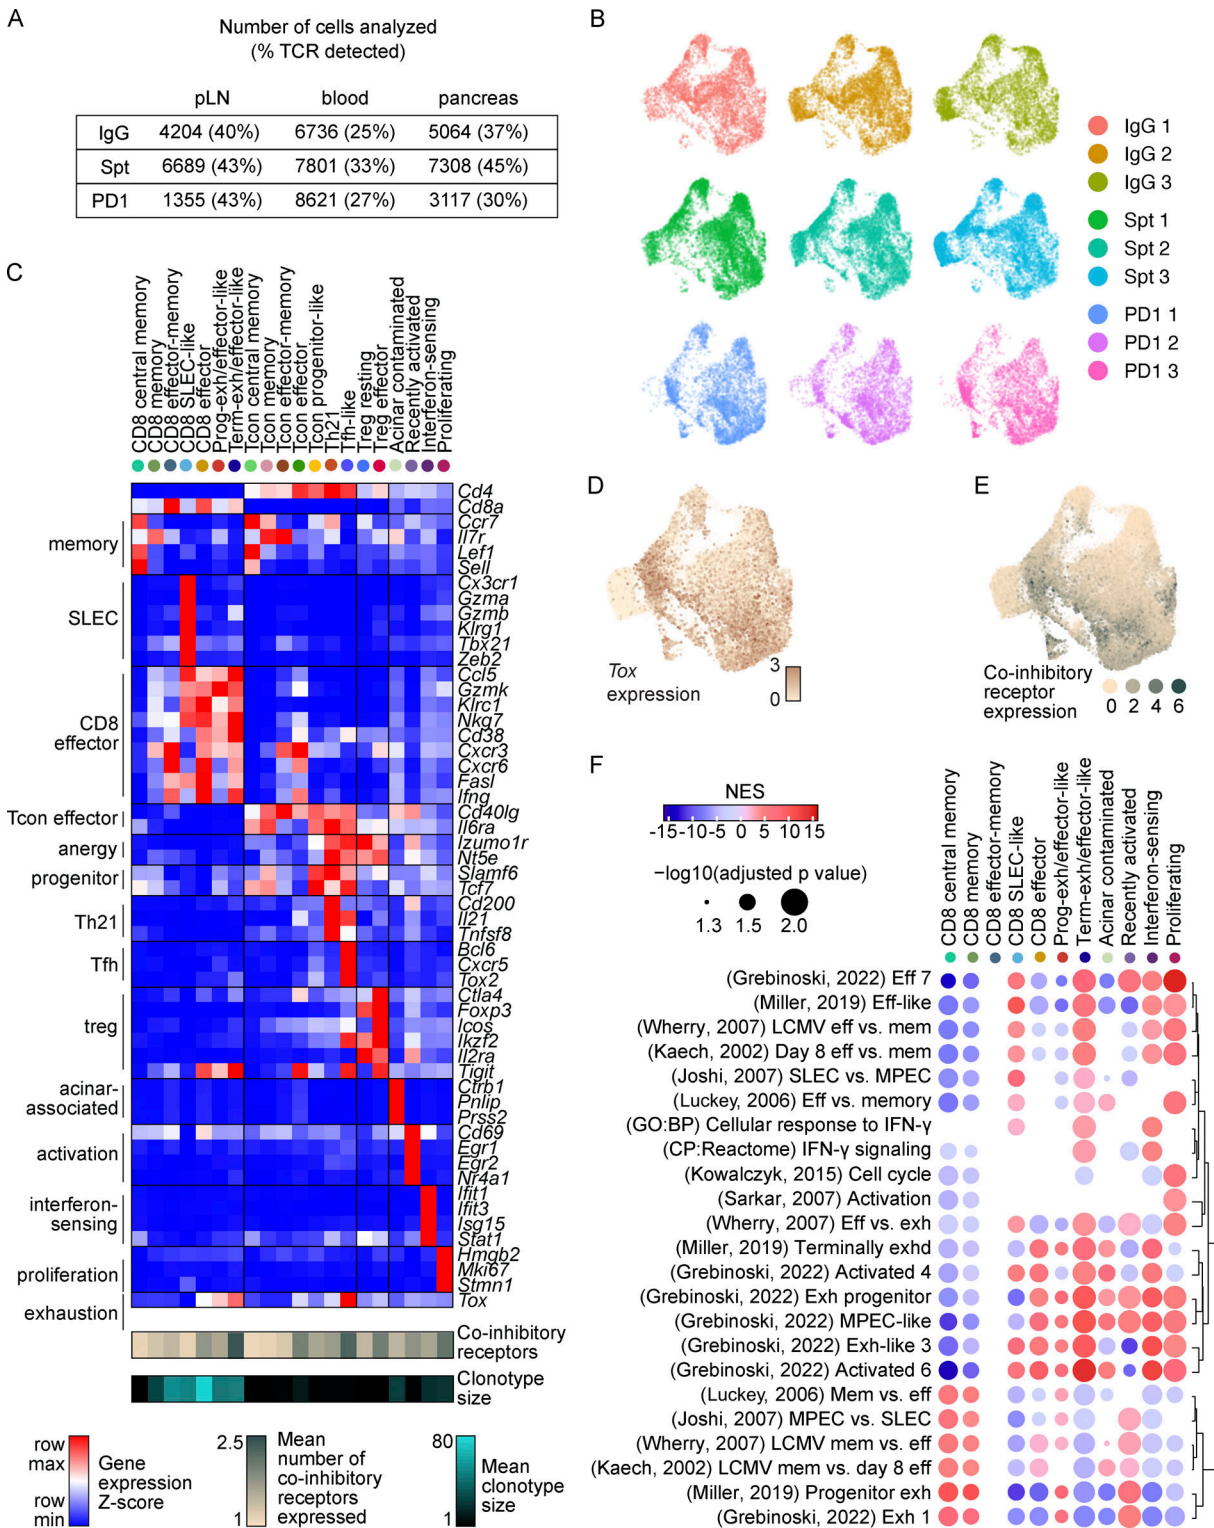 A
Number of cells analyzed
(% TCR detected)
pLN blood pancreas
IgG 4204 (40%) 6736 (25%) 5064 (37%)
Spt 6689 (43%) 7801 (33%) 7308 (45%)
PD1 1355 (43%) 8621 (27%) 3117 (30%)
B
IgG 1
IgG 2
IgG 3
Spt 1
Spt 2
Spt 3
PD1 1
PD1 2
PD1 3
C
CD8 central memory
CD8 memory
CD8 effector-memory
CD8 SLEC-like
CD8 effector
Prog-exh/effector-like
Term-exh/effector-like
Tcon central memory
Tcon memory
Tcon effector-memory
Tcon effector
Tcon progenitor-like
Th21
Tfh-like
Treg resting
Treg effector
Acinar contaminated
Recently activated
Interferon-sensing
Proliferating
Cd4
Cd8a
memory
Ccr7
Il7r
Lef1
Sell
SLEC
Cx3cr1
Gzma
Gzmb
Klrg1
Tbx21
Zeb2
CD8
effector
Ccl5
Gzmk
Klrc1
Nkg7
Cd38
Cxcr3
Cxcr6
Fasl
Ifng
Tcon effector
Cd40lg
Il6ra
anergy
Izumo1r
Nt5e
progenitor
Slamf6
Tcf7
Th21
Cd200
Il21
Tnfsf8
Tfh
Bcl6
Cxcr5
Tox2
treg
Ctla4
Foxp3
Icos
Ikzf2
Il2ra
Tigit
acinar-
associated
Ctrb1
Pnlip
Prss2
activation
Cd69
Egr1
Egr2
Nr4a1
interferon-
sensing
Ifit1
Ifit3
Isg15
Stat1
proliferation
Hmgb2
Mki67
Stmn1
exhaustion
Tox
Co-inhibitory
receptors
Clonotype
size
row
max
row
min
Gene
expression
Z-score
2.5
1
Mean
number of
co-inhibitory
receptors
expressed
80
1
Mean
clonotype
size
D
Tox
expression
3
0
E
Co-inhibitory
receptor
expression
0 2 4 6
F
NES
-15 -10 -5 0 5 10 15
−log10(adjusted p value)
1.3 1.5 2.0
CD8 central memory
CD8 memory
CD8 effector-memory
CD8 SLEC-like
CD8 effector
Prog-exh/effector-like
Term-exh/effector-like
Acinar contaminated
Recently activated
Interferon-sensing
Proliferating
(Grebinoski, 2022) Eff 7
(Miller, 2019) Eff-like
(Wherry, 2007) LCMV eff vs. mem
(Kaech, 2002) Day 8 eff vs. mem
(Joshi, 2007) SLEC vs. MPEC
(Luckey, 2006) Eff vs. memory
(GO:BP) Cellular response to IFN-γ
(CP:Reactome) IFN-γ signaling
(Kowalczyk, 2015) Cell cycle
(Sarkar, 2007) Activation
(Wherry, 2007) Eff vs. exh
(Miller, 2019) Terminally exhd
(Grebinoski, 2022) Activated 4
(Grebinoski, 2022) Exh progenitor
(Grebinoski, 2022) MPEC-like
(Grebinoski, 2022) Exh-like 3
(Grebinoski, 2022) Activated 6
(Luckey, 2006) Mem vs. eff
(Joshi, 2007) MPEC vs. SLEC
(Wherry, 2007) LCMV mem vs. eff
(Kaech, 2002) LCMV mem vs. day 8 eff
(Miller, 2019) Progenitor exh
(Grebinoski, 2022) Exh 1